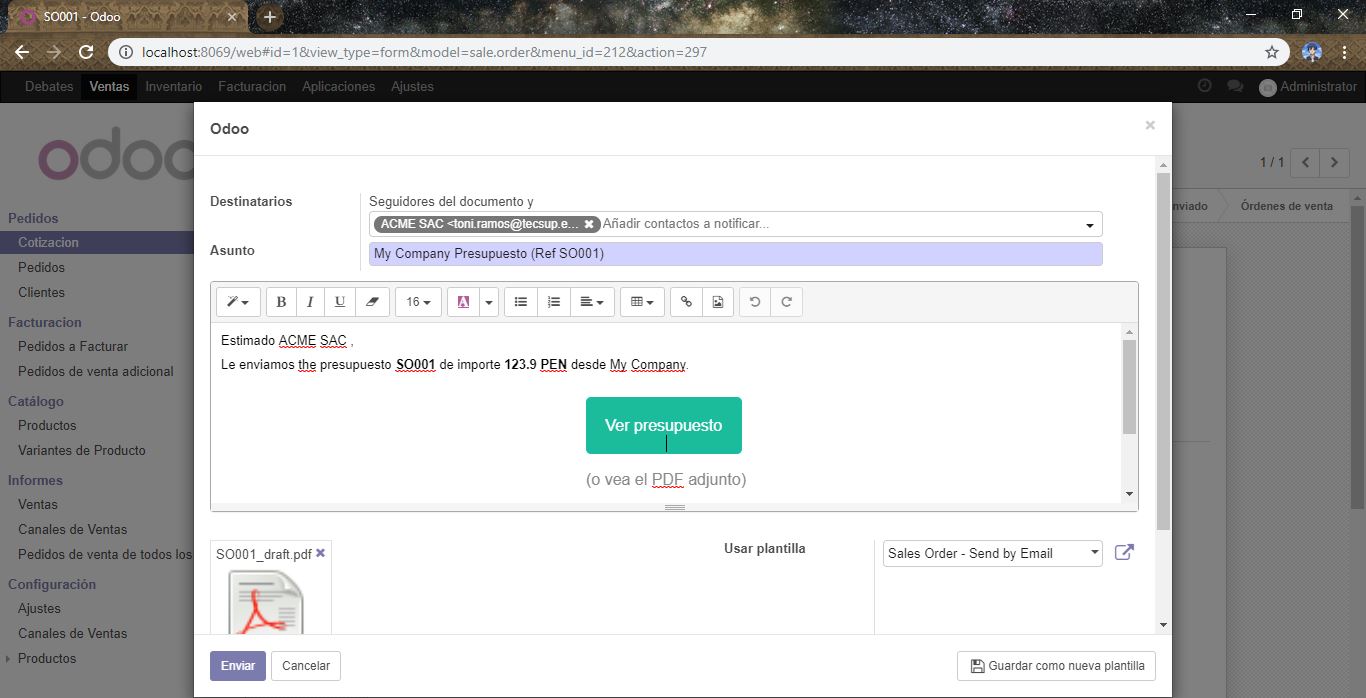 SO001 - Odoo
localhost:8069/web#id=1&view_type=form&model=sale.order&menu_id=212&action=297
Debates Ventas Inventario Facturacion Aplicaciones Ajustes Administrator
odoo
Pedidos
Cotizacion
Pedidos
Clientes
Facturacion
Pedidos a Facturar
Pedidos de venta adicional
Catálogo
Productos
Variantes de Producto
Informes
Ventas
Canales de Ventas
Pedidos de venta de todos los
Configuración
Ajustes
Canales de Ventas
Productos
1 / 1
nviado Órdenes de venta
Odoo
Destinatarios
Seguidores del documento y
ACME SAC <toni.ramos@tecsup.e... Añadir contactos a notificar...
Asunto
My Company Presupuesto (Ref SO001)
B I U 16 A
Estimado ACME SAC ,
Le enviamos the presupuesto SO001 de importe 123.9 PEN desde My Company.
Ver presupuesto
(o vea el PDF adjunto)
SO001_draft.pdf
Usar plantilla
Sales Order - Send by Email
Enviar Cancelar Guardar como nueva plantilla